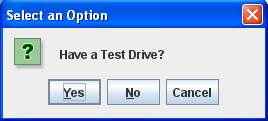 Select an Option
?
Have a Test Drive?
Yes
No
Cancel